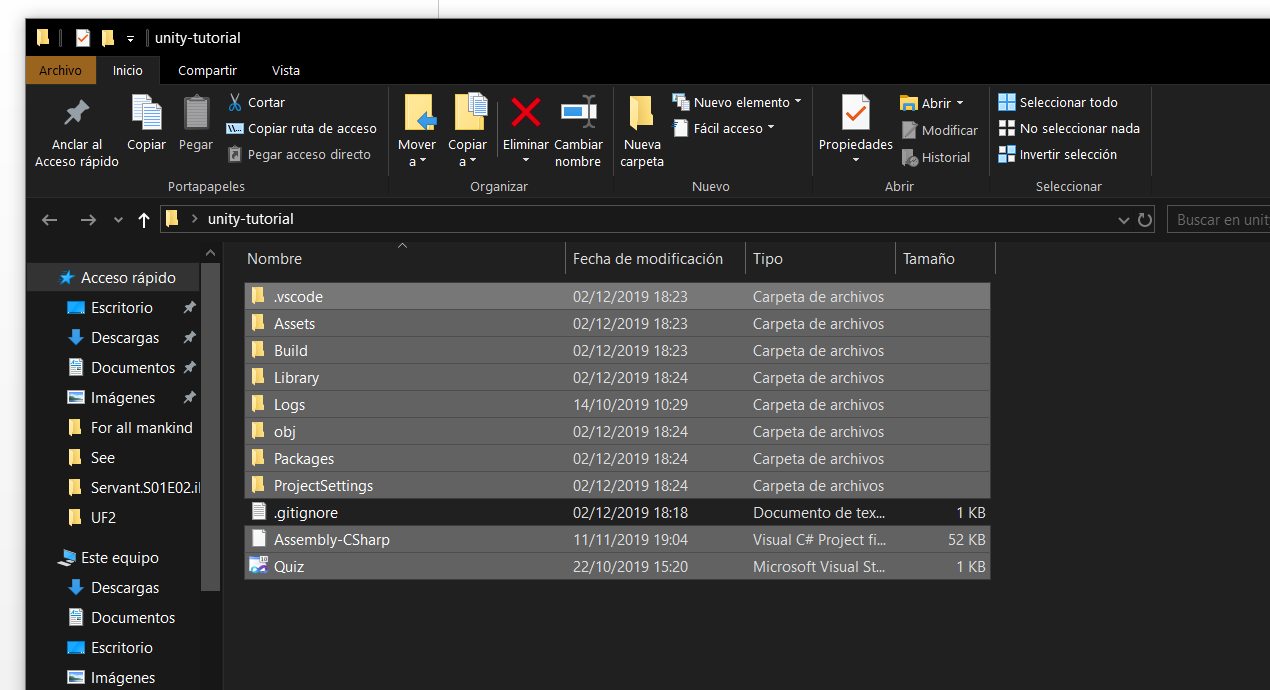 unity-tutorial
Archivo Inicio Compartir Vista
Anclar al Acceso rápido
Copiar
Pegar
Cortar
Copiar ruta de acceso
Pegar acceso directo
Portapapeles
Mover a
Copiar a
Eliminar
Cambiar nombre
Organizar
Nueva carpeta
Nuevo elemento
Fácil acceso
Nuevo
Propiedades
Abrir
Modificar
Historial
Abrir
Seleccionar todo
No seleccionar nada
Invertir selección
Seleccionar
unity-tutorial
Buscar en unit
Acceso rápido
Escritorio
Descargas
Documentos
Imágenes
For all mankind
See
Servant.S01E02.i
UF2
Este equipo
Descargas
Documentos
Escritorio
Imágenes
Nombre Fecha de modificación Tipo Tamaño
.vscode 02/12/2019 18:23 Carpeta de archivos
Assets 02/12/2019 18:23 Carpeta de archivos
Build 02/12/2019 18:23 Carpeta de archivos
Library 02/12/2019 18:24 Carpeta de archivos
Logs 14/10/2019 10:29 Carpeta de archivos
obj 02/12/2019 18:24 Carpeta de archivos
Packages 02/12/2019 18:24 Carpeta de archivos
ProjectSettings 02/12/2019 18:24 Carpeta de archivos
.gitignore 02/12/2019 18:18 Documento de tex... 1 KB
Assembly-CSharp 11/11/2019 19:04 Visual C# Project fi... 52 KB
Quiz 22/10/2019 15:20 Microsoft Visual St... 1 KB